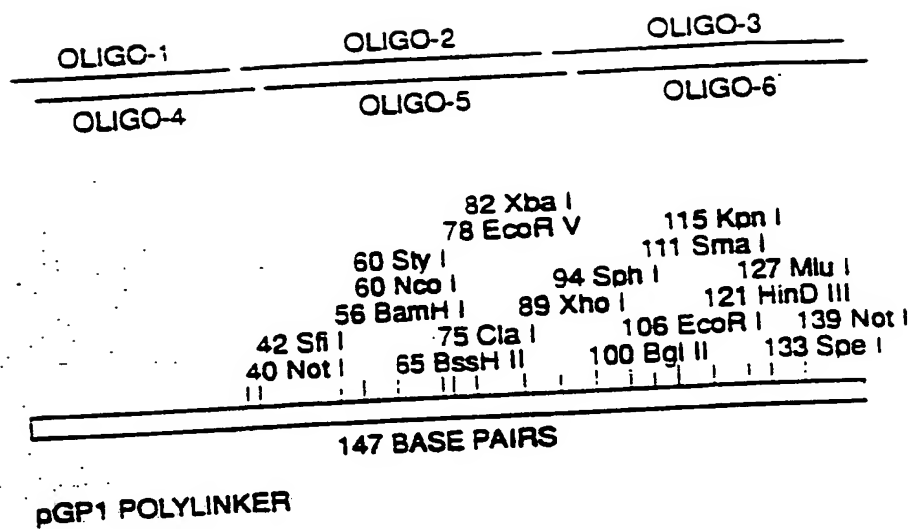 OLIGO-1 OLIGO-2 OLIGO-3
OLIGO-4 OLIGO-5 OLIGO-6
82 Xba I
78 EcoR V
115 Kpn I
111 Sma I
60 Sty I
60 Nco I
56 BamH I
94 Sph I
89 Xho I
127 Mlu I
121 HinD III
42 Sfi I
40 Not I
75 Cla I
65 BssH II
106 EcoR I
100 Bgl II
139 Not I
133 Spe I
147 BASE PAIRS
pGP1 POLYLINKER